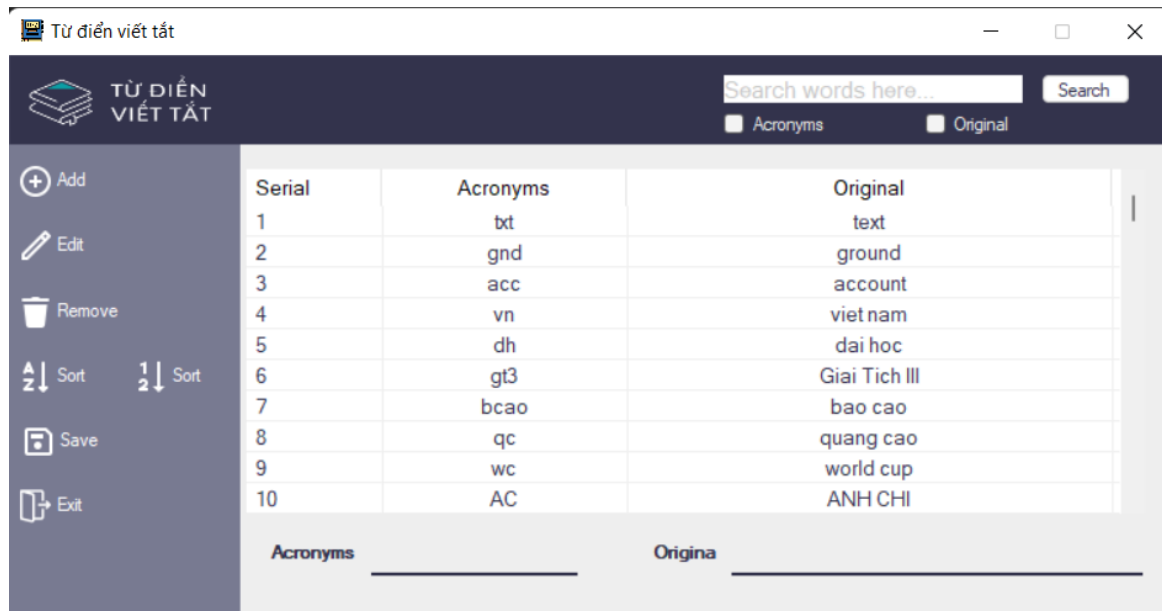 Từ điển viết tắt
TỪ ĐIỂN
VIẾT TẮT
Search words here...
Search
Acronyms Original
Add
Edit
Remove
Sort Sort
Save
Exit
Serial Acronyms Original
1 txt text
2 gnd ground
3 acc account
4 vn viet nam
5 dh dai hoc
6 gt3 Giai Tich III
7 bcao bao cao
8 qc quang cao
9 wc world cup
10 AC ANH CHI
Acronyms Origina